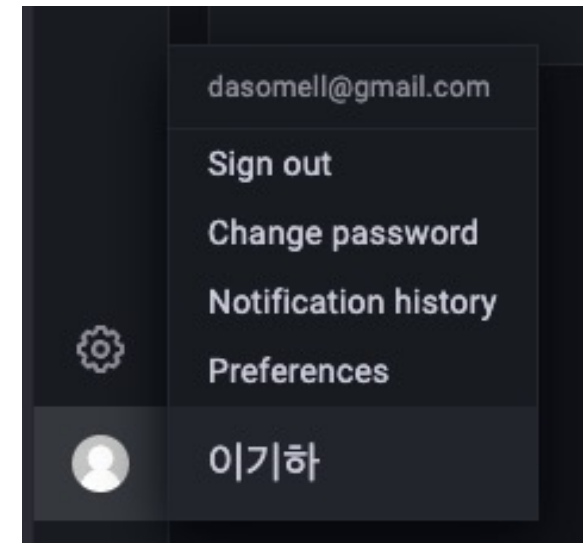 dasomell@gmail.com
Sign out
Change password
Notification history
Preferences
이기하